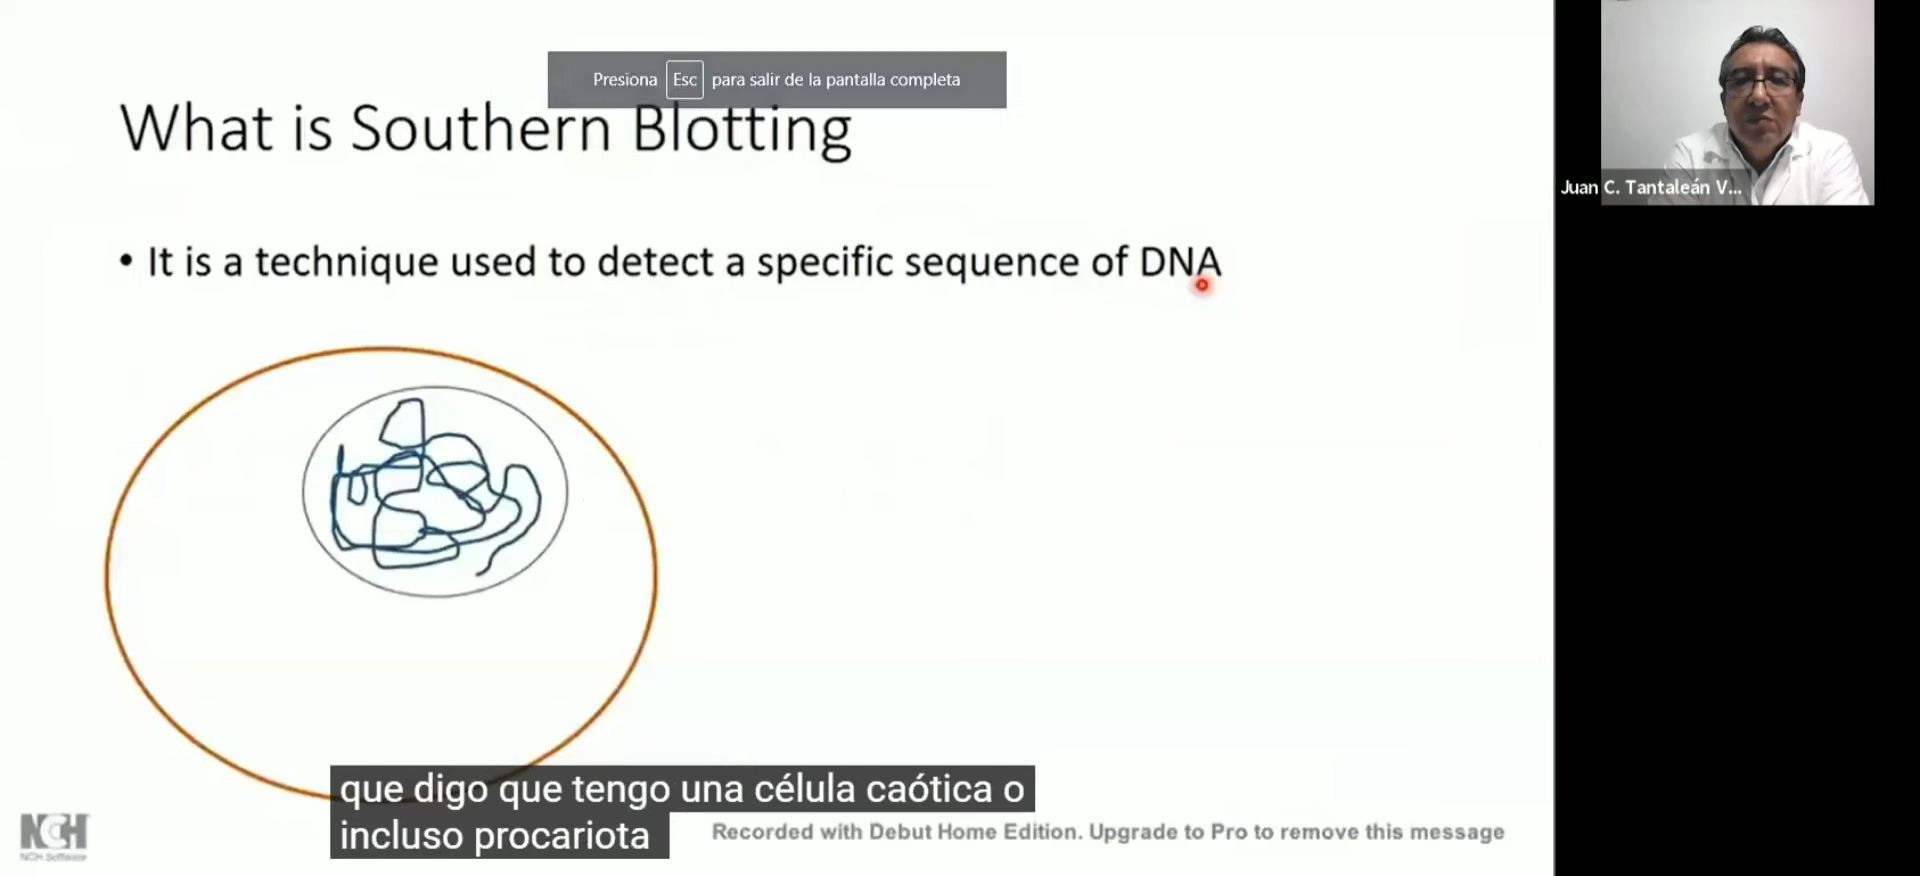 Presiona Esc para salir de la pantalla completa
What is Southern Blotting
• It is a technique used to detect a specific sequence of DNA
Juan C. Tantaleán V...
que digo que tengo una célula caótica o
incluso procariota
NCH
NCH Software
Recorded with Debut Home Edition. Upgrade to Pro to remove this message